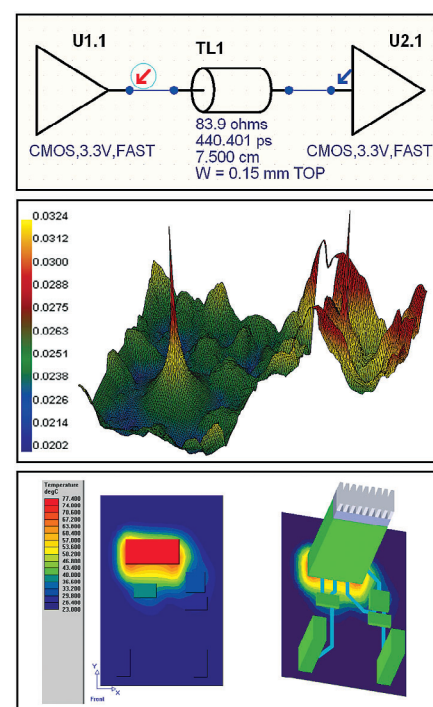 U1.1
TL1
U2.1
83.9 ohms
440.401 ps
7.500 cm
W = 0.15 mm TOP
CMOS,3.3V,FAST
CMOS,3.3V,FAST
0.0324
0.0312
0.0300
0.0288
0.0275
0.0263
0.0251
0.0238
0.0226
0.0214
0.0202
Temperature
degC
77.400
74.000
70.600
67.200
63.800
60.400
57.000
53.600
50.200
46.800
43.400
40.000
36.600
33.200
29.800
26.400
23.000
Y
X
Front